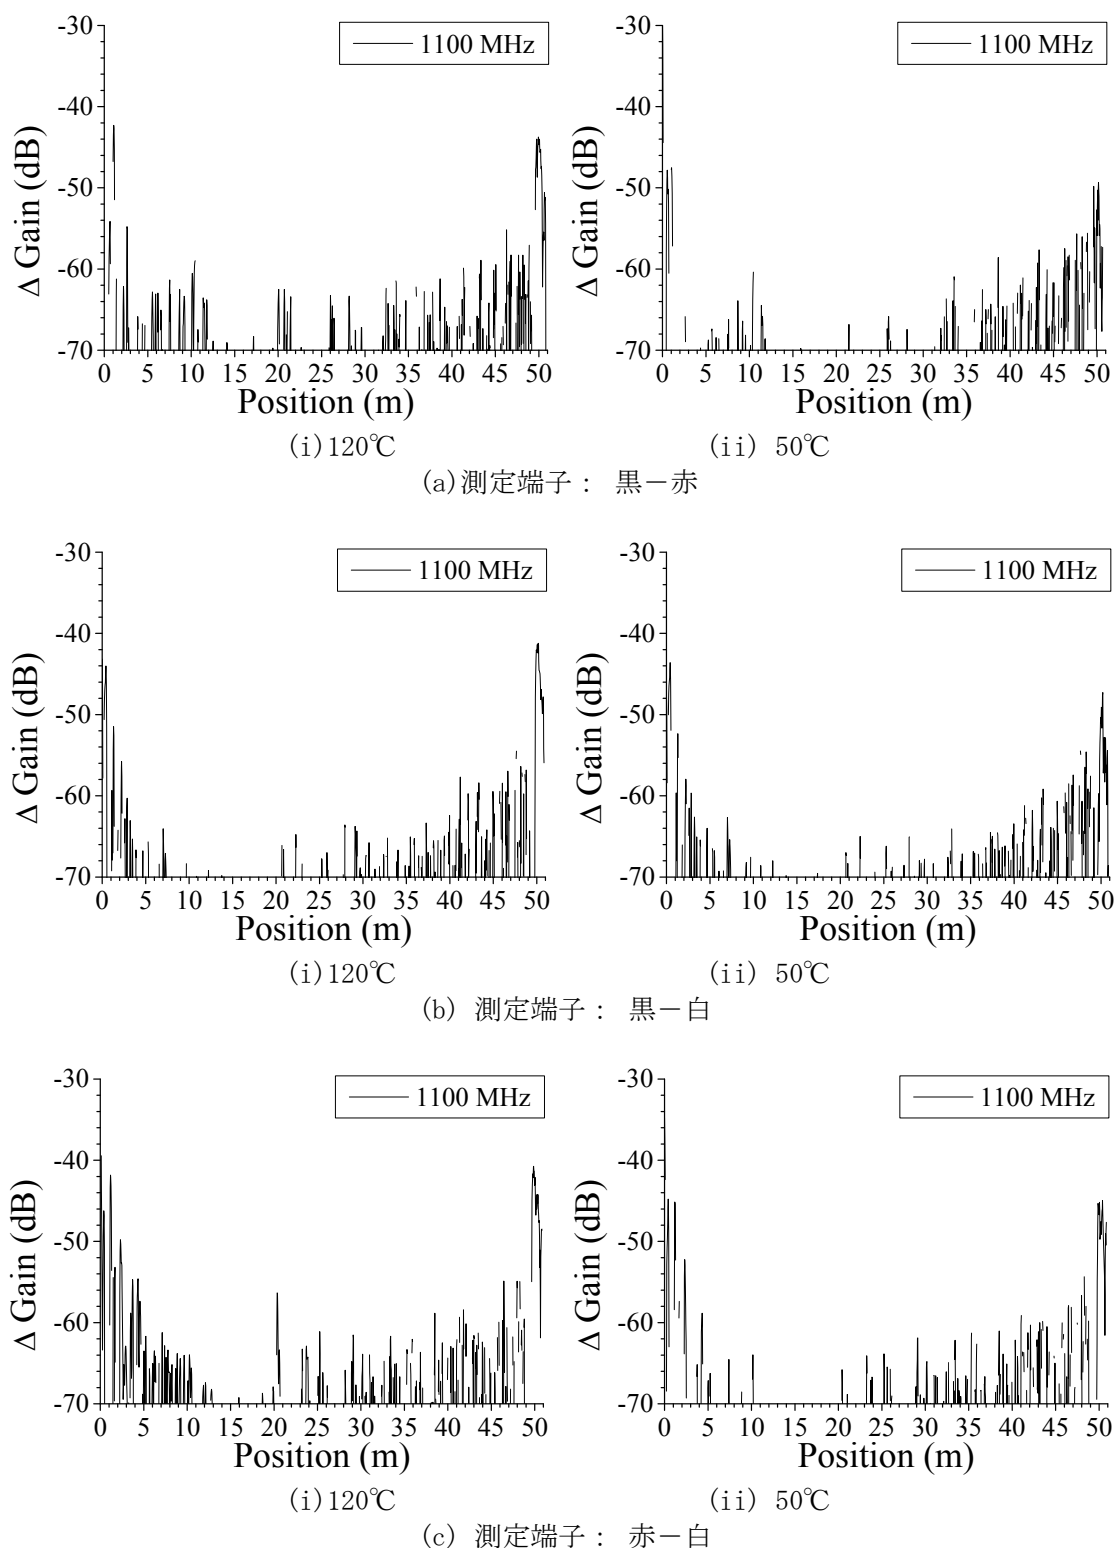 1100 MHz
-30
-40
-50
-60
-70
Δ Gain (dB)
0 5 10 15 20 25 30 35 40 45 50
Position (m)
(i)120℃
1100 MHz
-30
-40
-50
-60
-70
Δ Gain (dB)
0 5 10 15 20 25 30 35 40 45 50
Position (m)
(ii) 50℃
(a)測定端子： 黒－赤
1100 MHz
-30
-40
-50
-60
-70
Δ Gain (dB)
0 5 10 15 20 25 30 35 40 45 50
Position (m)
(i)120℃
1100 MHz
-30
-40
-50
-60
-70
Δ Gain (dB)
0 5 10 15 20 25 30 35 40 45 50
Position (m)
(ii) 50℃
(b) 測定端子： 黒－白
1100 MHz
-30
-40
-50
-60
-70
Δ Gain (dB)
0 5 10 15 20 25 30 35 40 45 50
Position (m)
(i)120℃
1100 MHz
-30
-40
-50
-60
-70
Δ Gain (dB)
0 5 10 15 20 25 30 35 40 45 50
Position (m)
(ii) 50℃
(c) 測定端子： 赤－白